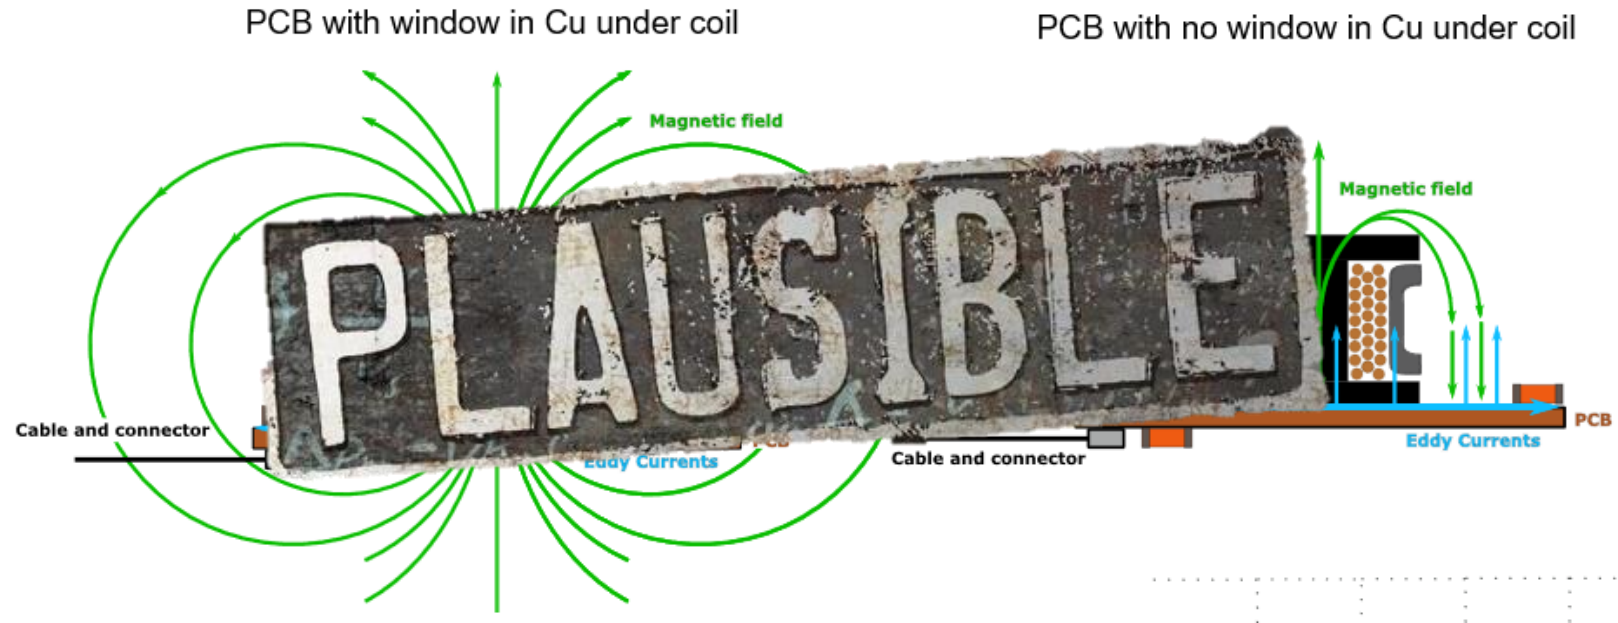 PCB with window in Cu under coil
PCB with no window in Cu under coil
Magnetic field
Magnetic field
PLAUSIBLE
Cable and connector
PCB
Eddy Currents
Cable and connector
Eddy Currents
PCB